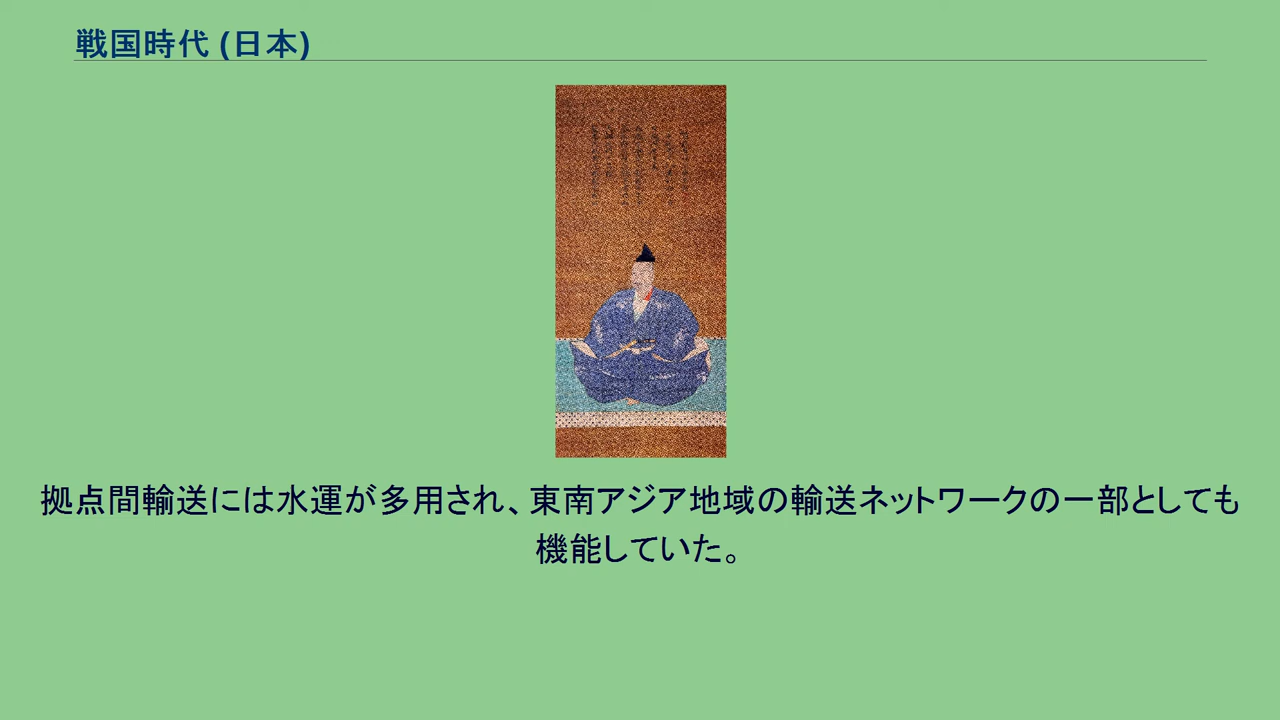 戦国時代 (日本)
拠点間輸送には水運が多用され、東南アジア地域の輸送ネットワークの一部としても
機能していた。